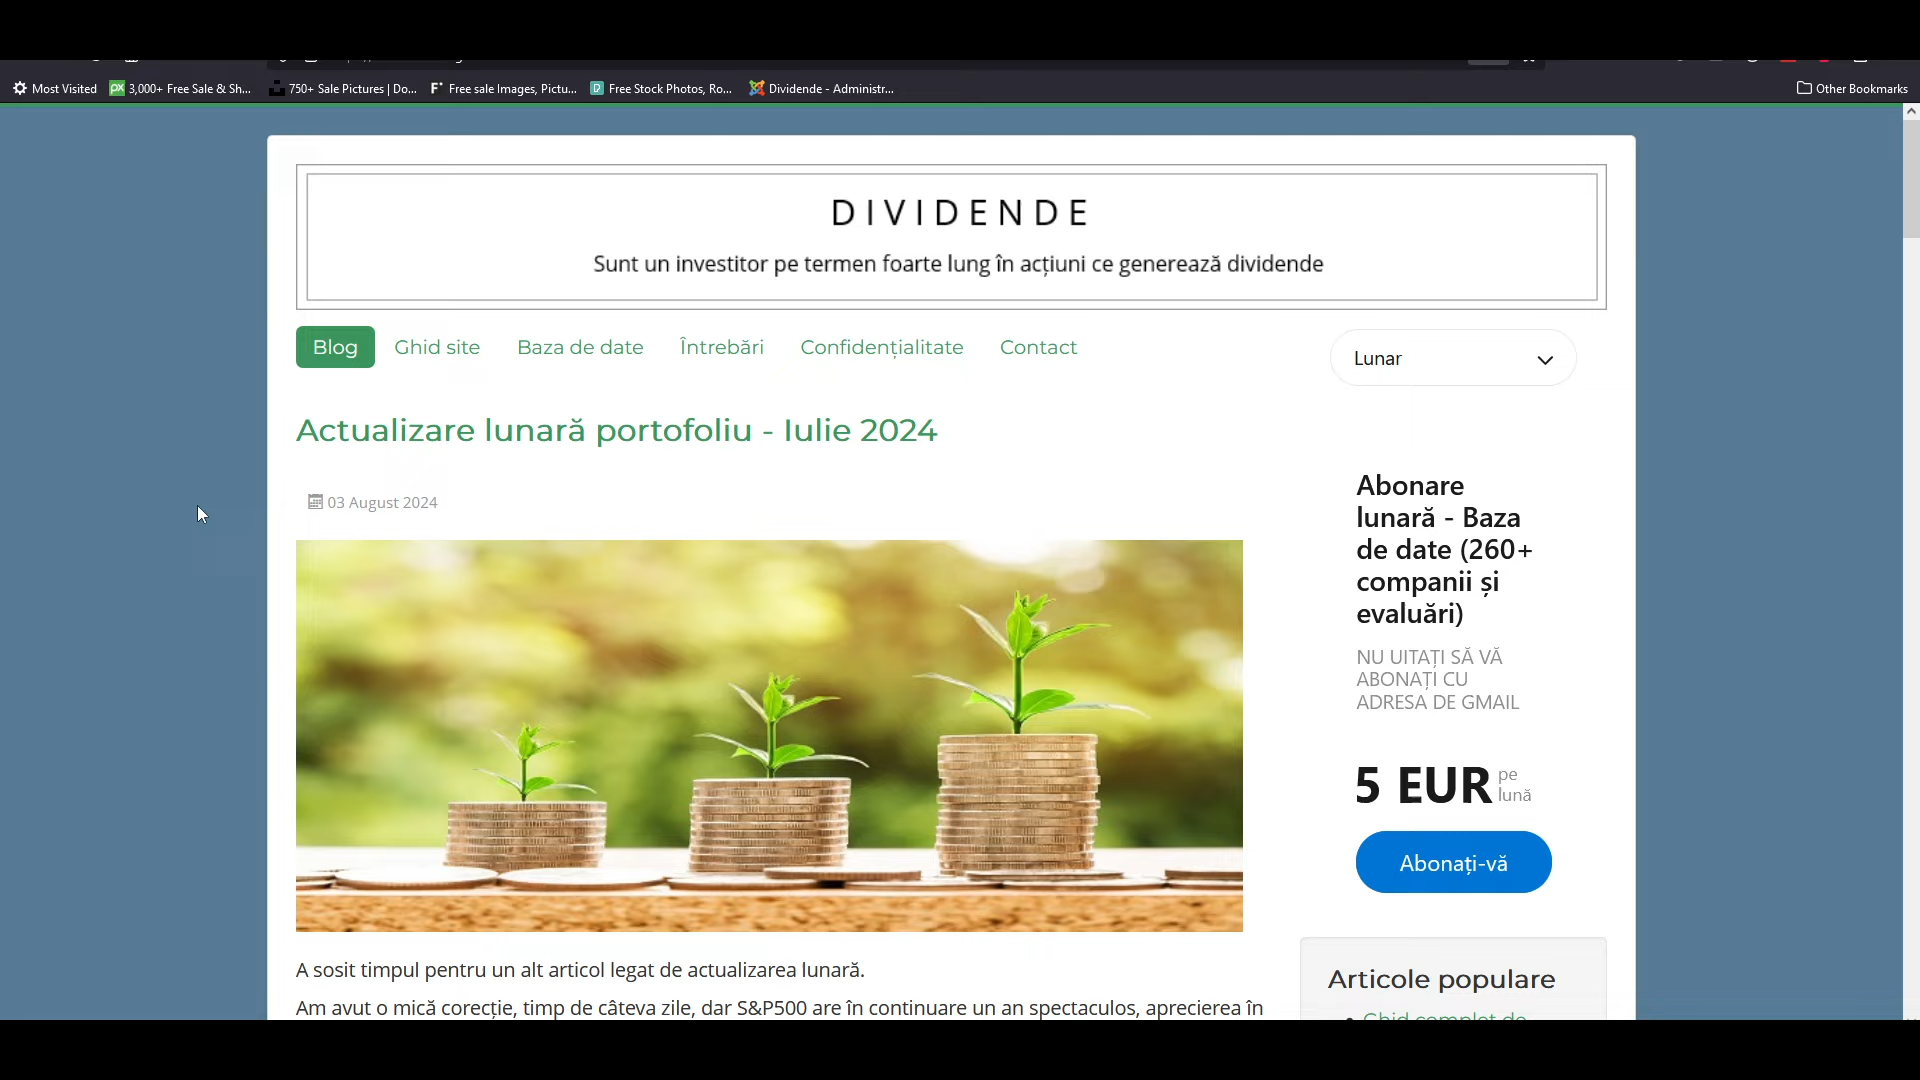 Most Visited
3,000+ Free Sale & Sh...
750+ Sale Pictures | Do...
Free sale Images, Pictu...
Free Stock Photos, Ro...
Dividende - Administr...
Other Bookmarks
DIVIDENDE
Sunt un investitor pe termen foarte lung în acțiuni ce generează dividende
Blog
Ghid site
Baza de date
Întrebări
Confidențialitate
Contact
Lunar
Actualizare lunară portofoliu - Iulie 2024
03 August 2024
Abonare
lunară - Baza
de date (260+
companii și
evaluări)
NU UITAȚI SĂ VĂ
ABONAȚI CU
ADRESA DE GMAIL
5 EUR pe
lună
Abonați-vă
A sosit timpul pentru un alt articol legat de actualizarea lunară.
Am avut o mică corecție, timp de câteva zile, dar S&P500 are în continuare un an spectaculos, aprecierea în
Articole populare
Ghid complet de